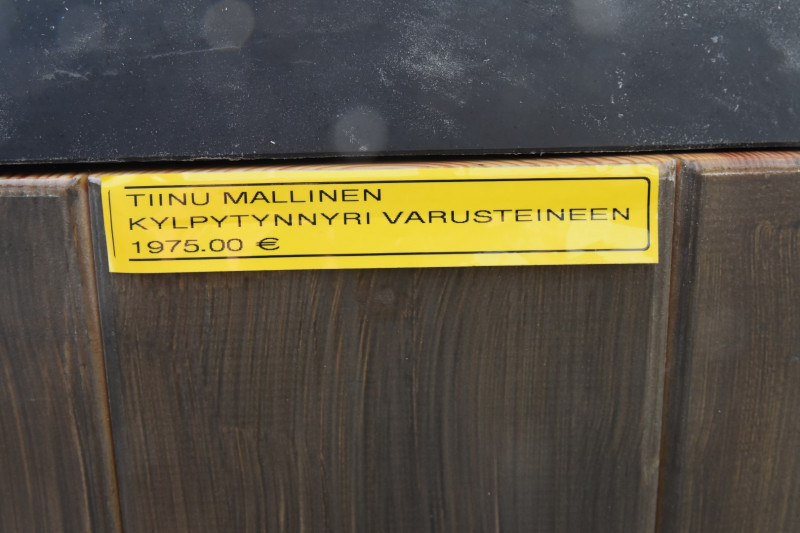 TIINU MALLINEN
KYLPYTYNNYRI VARUSTEINEEN
1975.00 €